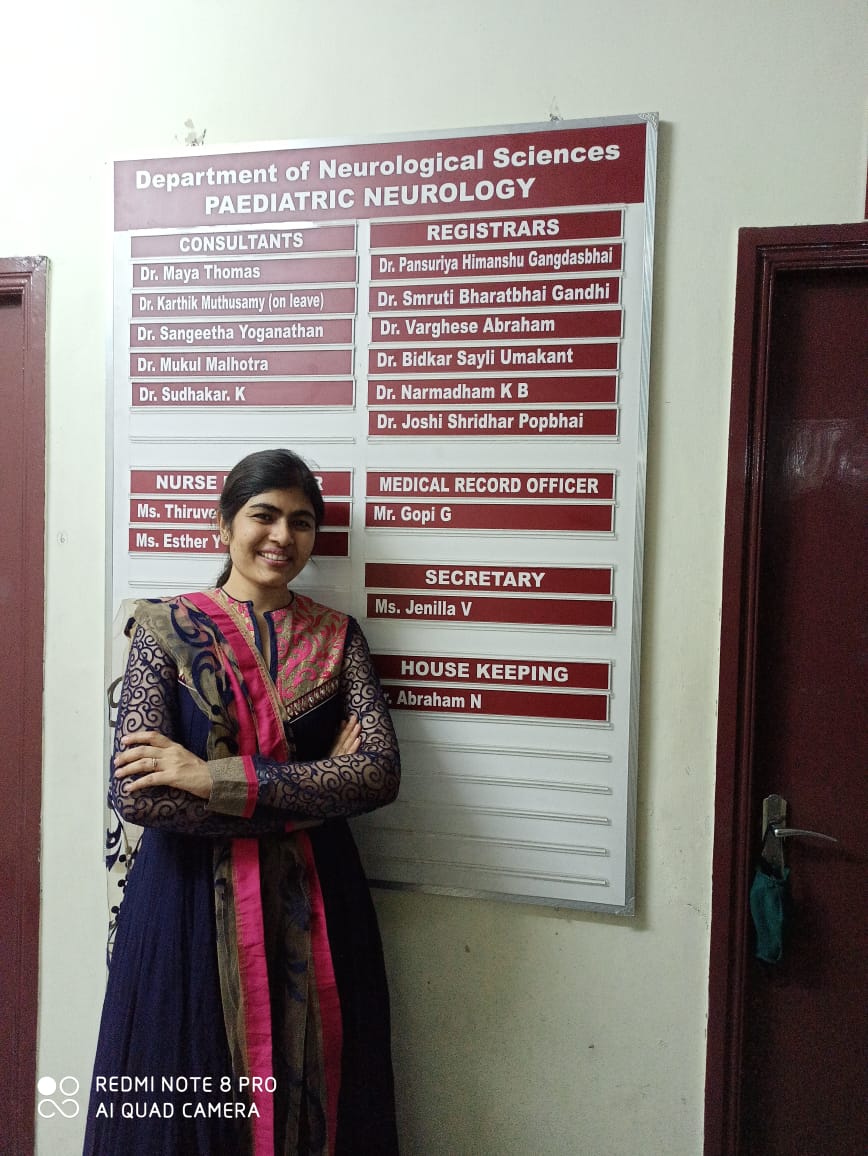 Department of Neurological Sciences
PAEDIATRIC NEUROLOGY
CONSULTANTS
Dr. Maya Thomas
Dr. Karthik Muthusamy (on leave)
Dr. Sangeetha Yoganathan
Dr. Mukul Malhotra
Dr. Sudhakar. K
REGISTRARS
Dr. Pansuriya Himanshu Gangdasbhai
Dr. Smruti Bharatbhai Gandhi
Dr. Varghese Abraham
Dr. Bidkar Sayli Umakant
Dr. Narmadham K B
Dr. Joshi Shridhar Popbhai
NURSE
Ms.
Ms. Esther Y
MEDICAL RECORD OFFICER
Mr. Gopi G
SECRETARY
Ms. Jenilla V
HOUSE KEEPING
Abraham N
REDMI NOTE 8 PRO
AI QUAD CAMERA